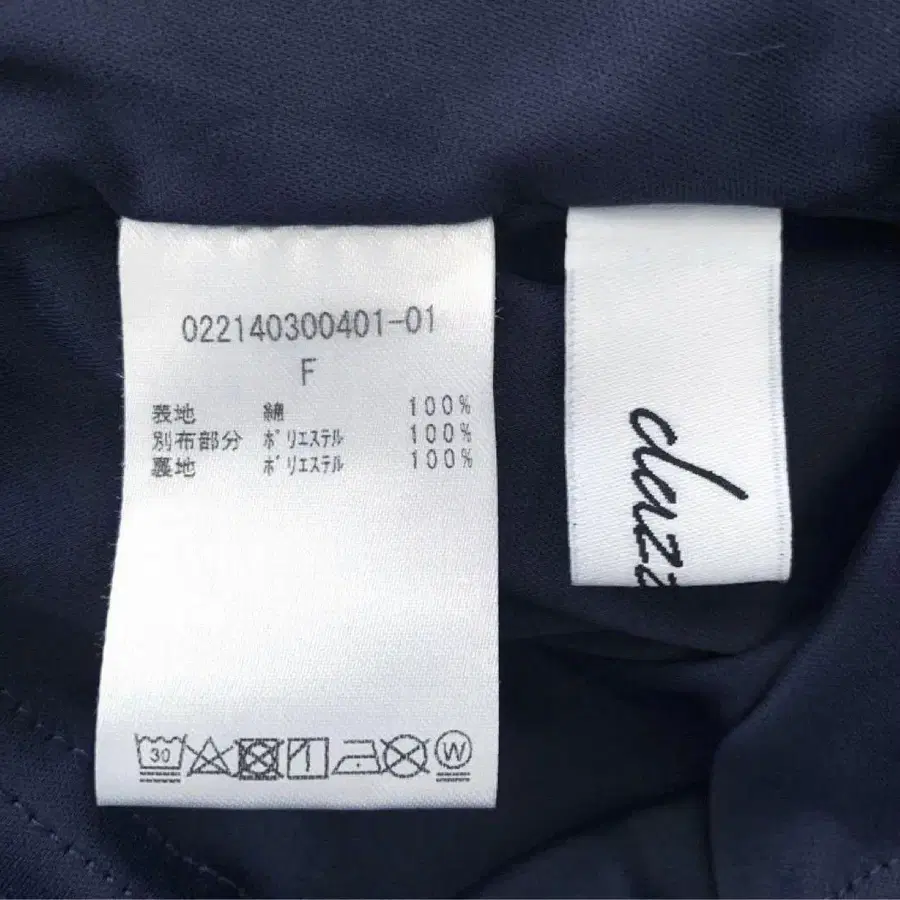 022140300401-01
F
表地 綿 100%
別布部分 ポリエステル 100%
裏地 ポリエステル 100%
30
W
dazz